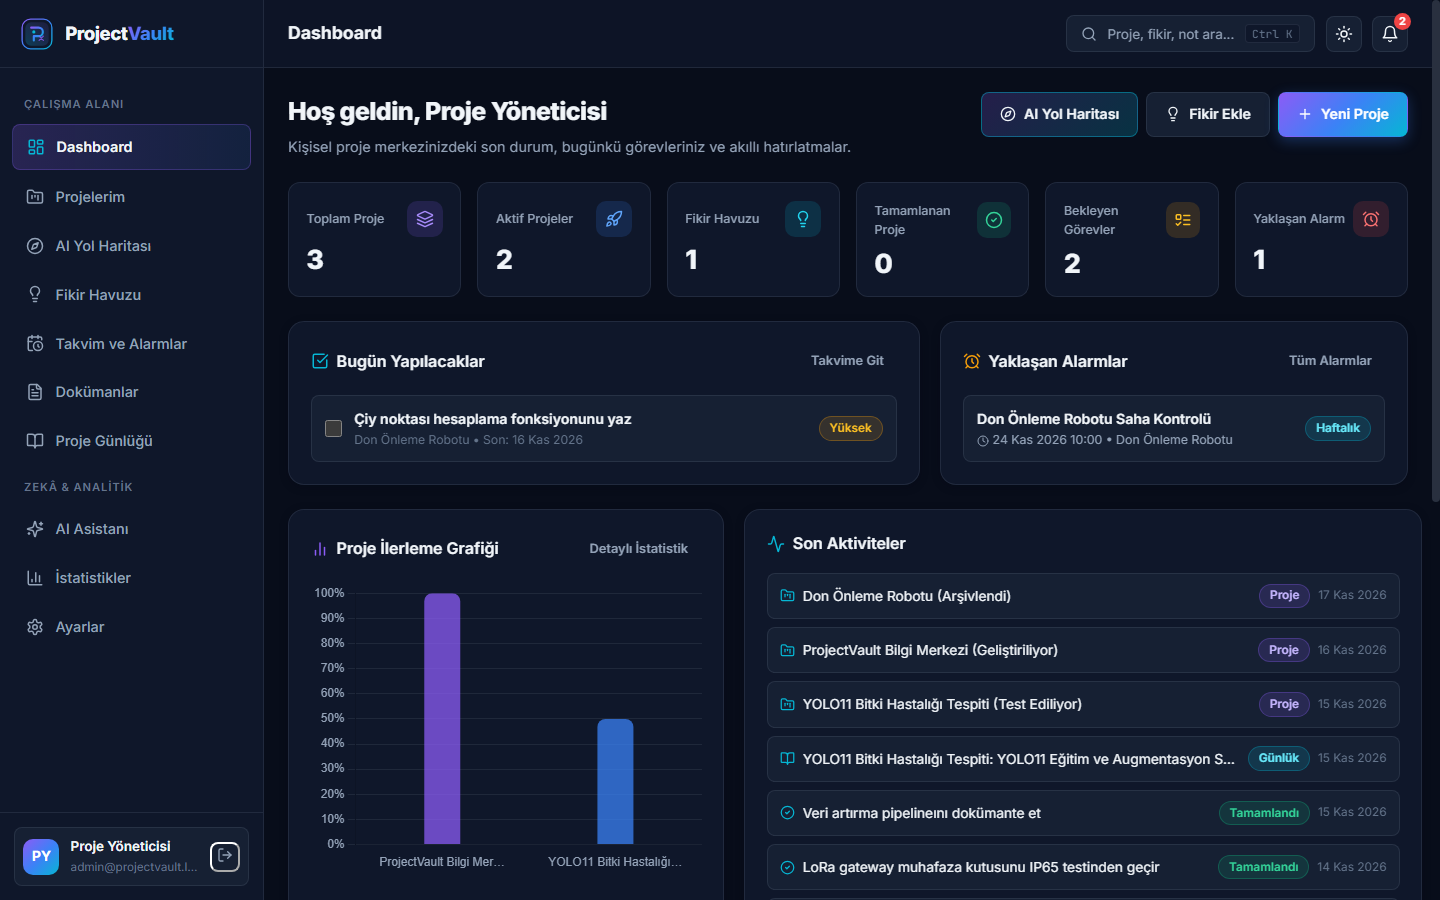 ProjectVault
Dashboard
Proje, fikir, not ara...
Ctrl K
2
ÇALIŞMA ALANI
Dashboard
Projelerim
AI Yol Haritası
Fikir Havuzu
Takvim ve Alarmlar
Dokümanlar
Proje Günlüğü
ZEKÂ & ANALİTİK
AI Asistanı
İstatistikler
Ayarlar
PY
Proje Yöneticisi
admin@projectvault.l...
Hoş geldin, Proje Yöneticisi
Kişisel proje merkezinizdeki son durum, bugünkü görevleriniz ve akıllı hatırlatmalar.
AI Yol Haritası
Fikir Ekle
Yeni Proje
Toplam Proje
3
Aktif Projeler
2
Fikir Havuzu
1
Tamamlanan
Proje
0
Bekleyen
Görevler
2
Yaklaşan Alarm
1
Bugün Yapılacaklar
Takvime Git
Çiy noktası hesaplama fonksiyonunu yaz
Don Önleme Robotu • Son: 16 Kas 2026
Yüksek
Yaklaşan Alarmlar
Tüm Alarmlar
Don Önleme Robotu Saha Kontrolü
24 Kas 2026 10:00 • Don Önleme Robotu
Haftalık
Proje İlerleme Grafiği
Detaylı İstatistik
100%
90%
80%
70%
60%
50%
40%
30%
20%
10%
0%
ProjectVault Bilgi Mer...
YOLO11 Bitki Hastalığı...
Son Aktiviteler
Don Önleme Robotu (Arşivlendi)
Proje
17 Kas 2026
ProjectVault Bilgi Merkezi (Geliştiriliyor)
Proje
16 Kas 2026
YOLO11 Bitki Hastalığı Tespiti (Test Ediliyor)
Proje
15 Kas 2026
YOLO11 Bitki Hastalığı Tespiti: YOLO11 Eğitim ve Augmentasyon S...
Günlük
15 Kas 2026
Veri artırma pipelineını dokümante et
Tamamlandı
15 Kas 2026
LoRa gateway muhafaza kutusunu IP65 testinden geçir
Tamamlandı
14 Kas 2026